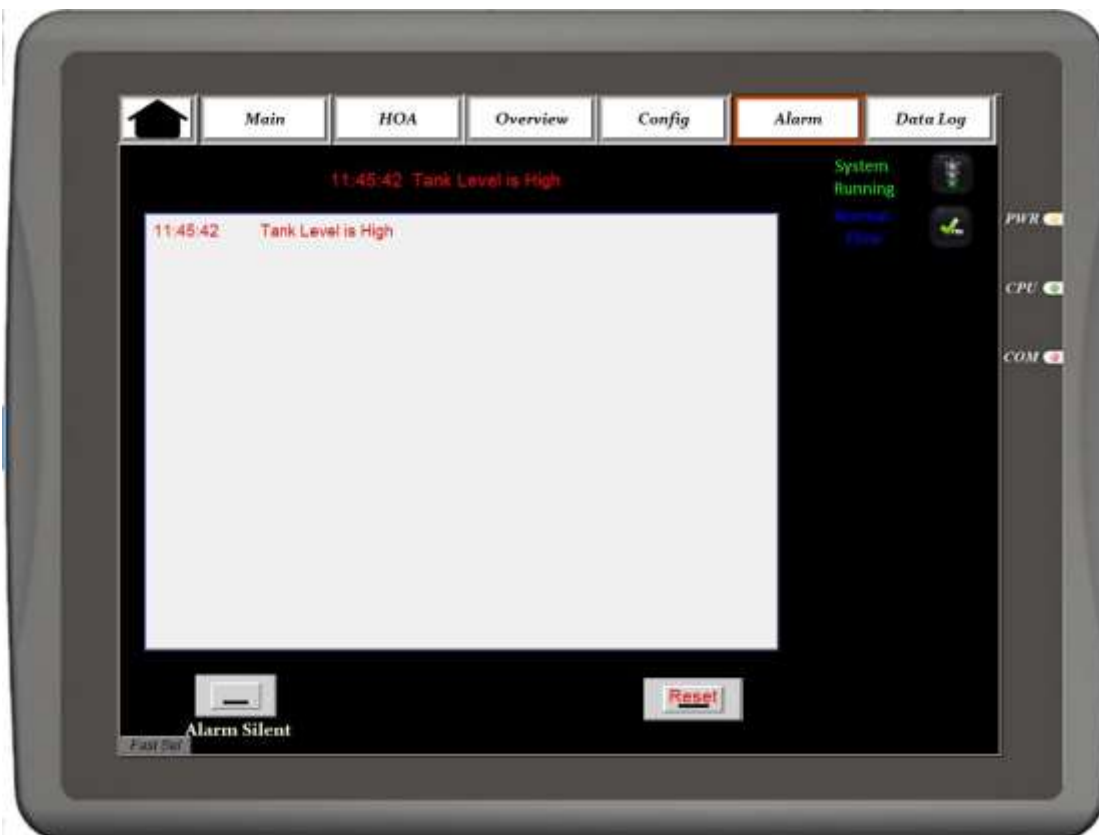 Main HOA Overview Config Alarm Data Log
11:45:42 Tank Level is High
System
Running
11:45:42 Tank Level is High
PWR
CPU
COM
Reset
Alarm Silent